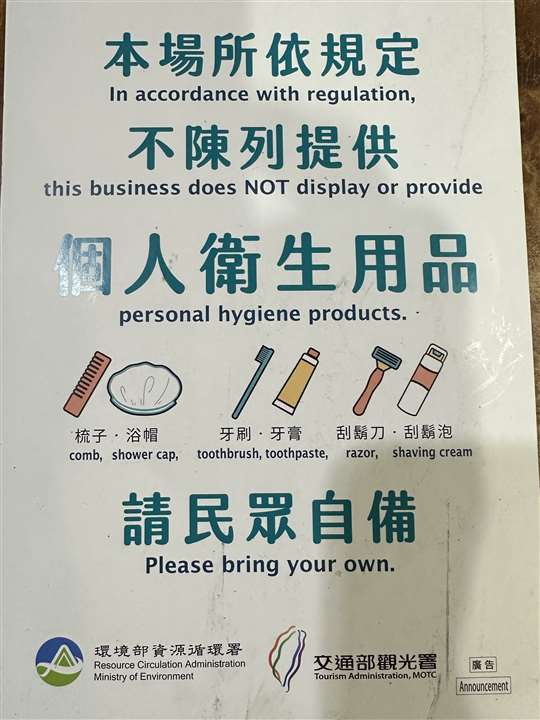 本場所依規定
In accordance with regulation,
不陳列提供
this business does NOT display or provide
個人衛生用品
personal hygiene products.
梳子·浴帽
comb, shower cap,
牙刷·牙膏
toothbrush, toothpaste,
刮鬍刀·刮鬍泡
razor, shaving cream
請民眾自備
Please bring your own.
環境部資源循環署
Resource Circulation Administration
Ministry of Environment
交通部觀光署
Tourism Administration, MOTC
廣告
Announcement